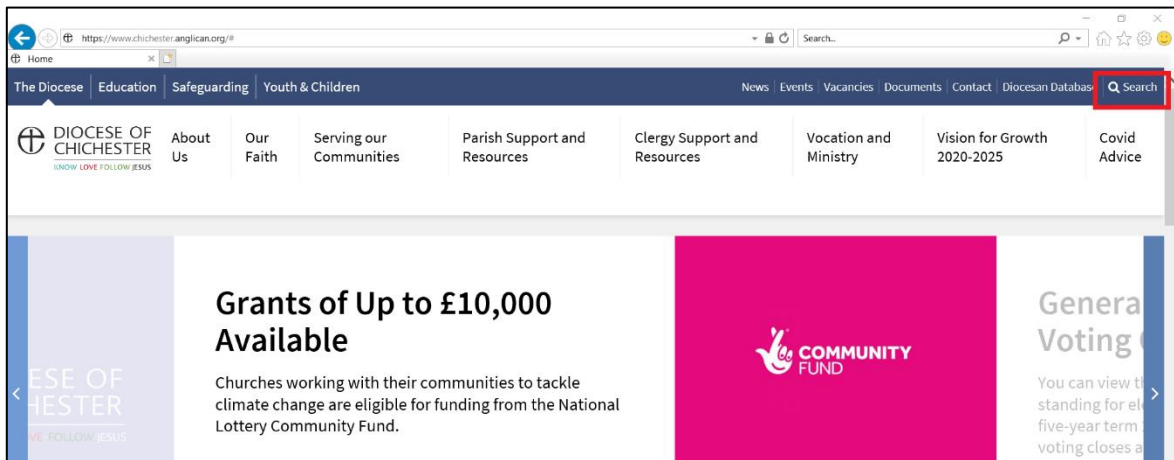 https://www.chichester.anglican.org/#
Search...
Home
The Diocese Education Safeguarding Youth & Children News Events Vacancies Documents Contact Diocesan Database Search
DIOCESE OF
CHICHESTER
KNOW LOVE FOLLOW JESUS
About
Us
Our
Faith
Serving our
Communities
Parish Support and
Resources
Clergy Support and
Resources
Vocation and
Ministry
Vision for Growth
2020-2025
Covid
Advice
ESE OF
HESTER
VE FOLLOW JESUS
Grants of Up to £10,000
Available
Churches working with their communities to tackle
climate change are eligible for funding from the National
Lottery Community Fund.
COMMUNITY
FUND
Genera
Voting
You can view th
standing for ele
five-year term
voting closes a